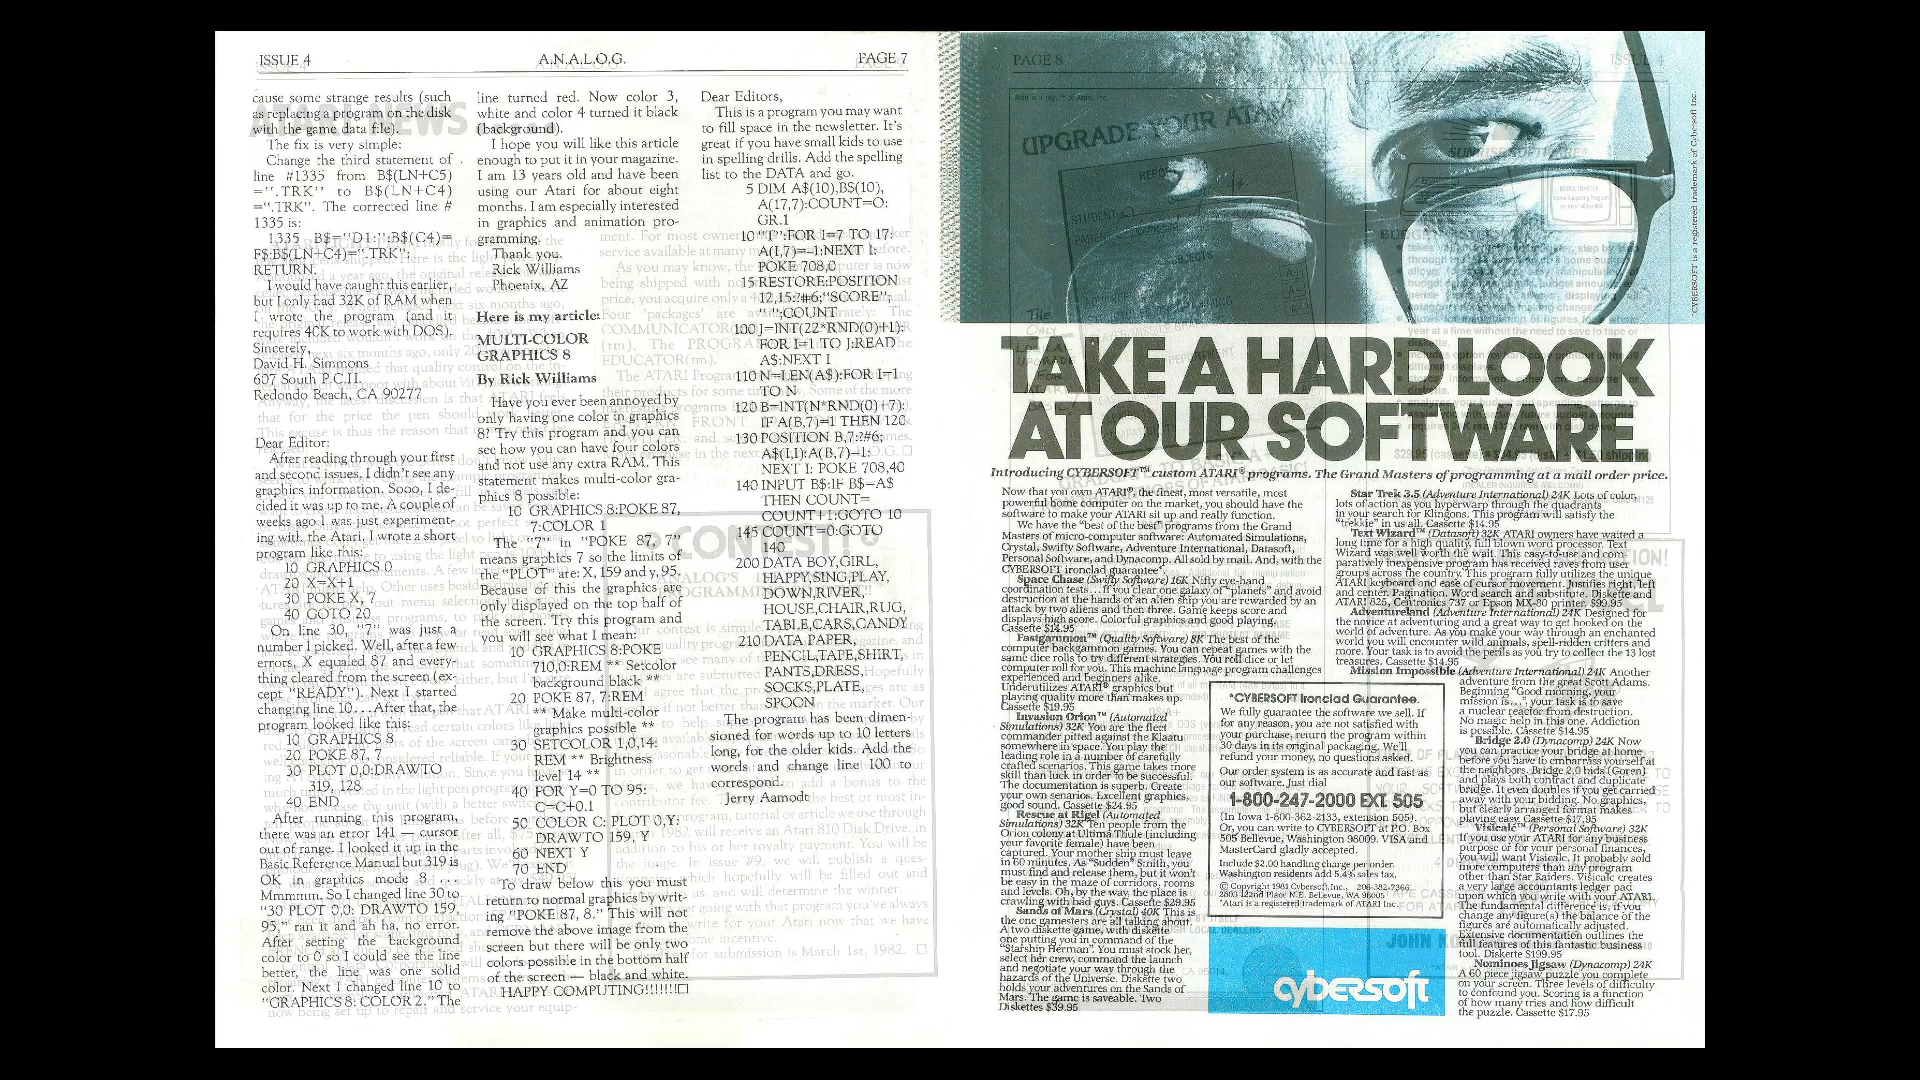 ISSUE 4
A.N.A.L.O.G.
PAGE 7
cause some strange results (such
as replacing a program on the disk
with the game data file).
The fix is very simple:
Change the third statement of
line #1335 from B$(LN+C5)
=".TRK" to B$(LN+C4)
=".TRK". The corrected line #
1335 is:
1335 B$="D1:":B$(C4)=
F$:B$(LN+C4)=".TRK":
RETURN.
I would have caught this earlier,
but I only had 32K of RAM when
I wrote the program (and it
requires 40K to work with DOS).
Sincerely,
David H. Simmons
607 South P.C.H.
Redondo Beach, CA 90277
Dear Editor:
After reading through your first
and second issues, I didn't see any
graphics information. Sooo, I de-
cided it was up to me. A couple of
weeks ago I was just experiment-
ing with the Atari. I wrote a short
program like this:
10 GRAPHICS 0
20 X=X+1
30 POKE X, 7
40 GOTO 20
On line 30, "7" was just a
number I picked. Well, after a few
errors, X equaled 87 and every-
thing cleared from the screen (ex-
cept "READY"). Next I started
changing line 10...After that, the
program looked like this:
10 GRAPHICS 8
20 POKE 87, 7
30 PLOT 0,0:DRAWTO
319, 128
40 END
After running this program,
there was an error 141 — cursor
out of range. I looked it up in the
Basic Reference Manual but 319 is
OK in graphics mode 8 ...
Mmmmm. So I changed line 30 to
"30 PLOT 0,0: DRAWTO 159,
95," ran it and ah ha, no error.
After setting the background
color to 0 so I could see the line
better, the line was one solid
color. Next I changed line 10 to
"GRAPHICS 8: COLOR 2." The
line turned red. Now color 3,
white and color 4 turned it black
(background).
I hope you will like this article
enough to put it in your magazine.
I am 13 years old and have been
using our Atari for about eight
months. I am especially interested
in graphics and animation pro-
gramming.
Thank you.
Rick Williams
Phoenix, AZ
Here is my article:
MULTI-COLOR
GRAPHICS 8
By Rick Williams
Have you ever been annoyed by
only having one color in graphics
8? Try this program and you can
see how you can have four colors
and not use any extra RAM. This
statement makes multi-color gra-
phics 8 possible:
10 GRAPHICS 8:POKE 87,
7:COLOR 1
The "7" in "POKE 87, 7"
means graphics 7 so the limits of
the "PLOT" are: X, 159 and y, 95.
Because of this the graphics are
only displayed on the top half of
the screen. Try this program and
you will see what I mean:
10 GRAPHICS 8:POKE
710,0:REM ** Setcolor
background black **
20 POKE 87, 7:REM
** Make multi-color
graphics possible **
30 SETCOLOR 1,0,14:
REM ** Brightness
level 14 **
40 FOR Y=0 TO 95:
C=C+0.1
50 COLOR C: PLOT 0,Y:
DRAWTO 159, Y
60 NEXT Y
70 END
To draw below this you must
return to normal graphics by writ-
ing "POKE 87, 8." This will not
remove the above image from the
screen but there will be only two
colors possible in the bottom half
of the screen — black and white.
HAPPY COMPUTING!!!!!!!□
Dear Editors,
This is a program you may want
to fill space in the newsletter. It's
great if you have small kids to use
in spelling drills. Add the spelling
list to the DATA and go.
5 DIM A$(10),B$(10),
A(17,7):COUNT=O:
GR.1
10 "T":FOR I=7 TO 17:
A(I,7)=-1:NEXT I:
POKE 708,0
15 RESTORE:POSITION
12,15:?#6;"SCORE";
" ";COUNT
100 J=INT(22*RND(0)+1):
FOR I=1 TO J:READ
A$:NEXT I
110 N=LEN(A$):FOR I=1
TO N
120 B=INT(N*RND(0)+7):
IF A(B,7)=1 THEN 120
130 POSITION B,7:?#6;
A$(I,I):A(B,7)=1:
NEXT I: POKE 708,40
140 INPUT B$:IF B$=A$
THEN COUNT=
COUNT+1:GOTO 10
145 COUNT=0:GOTO
140
200 DATA BOY,GIRL,
HAPPY,SING,PLAY,
DOWN,RIVER,
HOUSE,CHAIR,RUG,
TABLE,CARS,CANDY
210 DATA PAPER,
PENCIL,TAPE,SHIRT,
PANTS,DRESS,
SOCKS,PLATE,
SPOON
The program has been dimen-
sioned for words up to 10 letters
long, for the older kids. Add the
words and change line 100 to
correspond.
Jerry Aamodt
PAGE 8
ISSUE 4
CYBERSOFT is a registered trademark of Cybersoft Inc.
TAKE A HARD LOOK
AT OUR SOFTWARE.
Introducing CYBERSOFT™ custom ATARI® programs. The Grand Masters of programming at a mail order price.
Now that you own ATARI®, the finest, most versatile, most
powerful home computer on the market, you should have the
software to make your ATARI sit up and really function.
We have the "best of the best" programs from the Grand
Masters of micro-computer software: Automated Simulations,
Crystal, Swifty Software, Adventure International, Datasoft,
Personal Software, and Dynacomp. All sold by mail. And, with the
CYBERSOFT ironclad guarantee*.
Space Chase (Swifty Software) 16K Nifty eye-hand
coordination tests....If you clear one galaxy of "planets" and avoid
destruction at the hands of an alien ship you are rewarded by an
attack by two aliens and then three. Game keeps score and
displays high score. Colorful graphics and good playing.
Cassette $14.95
Fastgammon™ (Quality Software) 8K The best of the
computer backgammon games. You can repeat games with the
same dice rolls to try different strategies. You roll dice or let
computer roll for you. This machine language program challenges
experienced and beginners alike.
Underutilizes ATARI® graphics but
playing quality more than makes up.
Cassette $19.95
Invasion Orion™ (Automated
Simulations) 32K You are the fleet
commander pitted against the Klaatu
somewhere in space. You play the
leading role in a number of carefully
crafted scenarios. This game takes more
skill than luck in order to be successful.
The documentation is superb. Create
your own senarios. Excellent graphics,
good sound. Cassette $24.95
Rescue at Rigel (Automated
Simulations) 32K Ten people from the
Orion colony at Ultima Thule (including
your favorite female) have been
captured. Your mother ship must leave
in 60 minutes. As "Sudden" Smith, you
must find and release them, but it won't
be easy in the maze of corridors, rooms
and levels. Oh, by the way, the place is
crawling with bad guys. Cassette $29.95
Sands of Mars (Crystal) 40K This is
the one gamesters are all talking about.
A two diskette game, with diskette
one putting you in command of the
"Starship Herman". You must stock her,
select her crew, command the launch
and negotiate your way through the
hazards of the Universe. Diskette two
holds your adventures on the Sands of
Mars. The game is saveable. Two
Diskettes $39.95
*CYBERSOFT Ironclad Guarantee.
We fully guarantee the software we sell. If
for any reason, you are not satisfied with
your purchase, return the program within
30 days in its original packaging. We'll
refund your money, no questions asked.
Our order system is as accurate and fast as
our software. Just dial
1-800-247-2000 EXT. 505
(In Iowa 1-800-362-2133, extension 505).
Or, you can write to CYBERSOFT at P.O. Box
505 Bellevue, Washington 98009. VISA and
MasterCard gladly accepted.
Include $2.00 handling charge per order.
Washington residents add 5.4% sales tax.
© Copyright 1981 Cybersoft, Inc. 206-382-7266
2803 122nd Place N.E. Bellevue, WA 98005
*Atari is a registered trademark of ATARI Inc.
cybersoft
Star Trek 3.5 (Adventure International) 24K Lots of color,
lots of action as you hyperwarp through the quadrants
in your search for Klingons. This program will satisfy the
"trekkie" in us all. Cassette $14.95
Text Wizard™ (Datasoft) 32K ATARI owners have waited a
long time for a high quality, full blown word processor. Text
Wizard was well worth the wait. This easy-to-use and com-
paratively inexpensive program has received raves from user
groups across the country. This program fully utilizes the unique
ATARI keyboard and ease of cursor movement. Justifies right, left
and center. Pagination. Word search and substitute. Diskette and
ATARI 825, Centronics 737 or Epson MX-80 printer. $99.95
Adventureland (Adventure International) 24K Designed for
the novice at adventuring and a great way to get hooked on the
world of adventure. As you make your way through an enchanted
world you will encounter wild animals, spell-ridden critters and
more. Your task is to avoid the perils as you try to collect the 13 lost
treasures. Cassette $14.95
Mission Impossible (Adventure International) 24K Another
adventure from the great Scott Adams.
Beginning "Good morning, your
mission is...", your task is to save
a nuclear reactor from destruction.
No magic help in this one. Addiction
is possible. Cassette $14.95
Bridge 2.0 (Dynacomp) 24K Now
you can practice your bridge at home
before you have to embarrass yourself at
the neighbors. Bridge 2.0 bids (Goren)
and plays both contract and duplicate
bridge. It even doubles if you get carried
away with your bidding. No graphics,
but clearly arranged format makes
playing easy. Cassette $17.95
Visicalc™ (Personal Software) 32K
If you use your ATARI for any business
purpose or for your personal finances,
you will want Visicalc. It probably sold
more computers than any program
other than Star Raiders. Visicalc creates
a very large accountants ledger pad
upon which you write with your ATARI.
The fundamental difference is, if you
change any figure(s) the balance of the
figures are automatically adjusted.
Extensive documentation outlines the
full features of this fantastic business
tool. Diskette $199.95
Nominoes Jigsaw (Dynacomp) 24K
A 60 piece jigsaw puzzle you complete
on your screen. Three levels of difficulty
to confound you. Scoring is a function
of how many tries and how difficult
the puzzle. Cassette $17.95